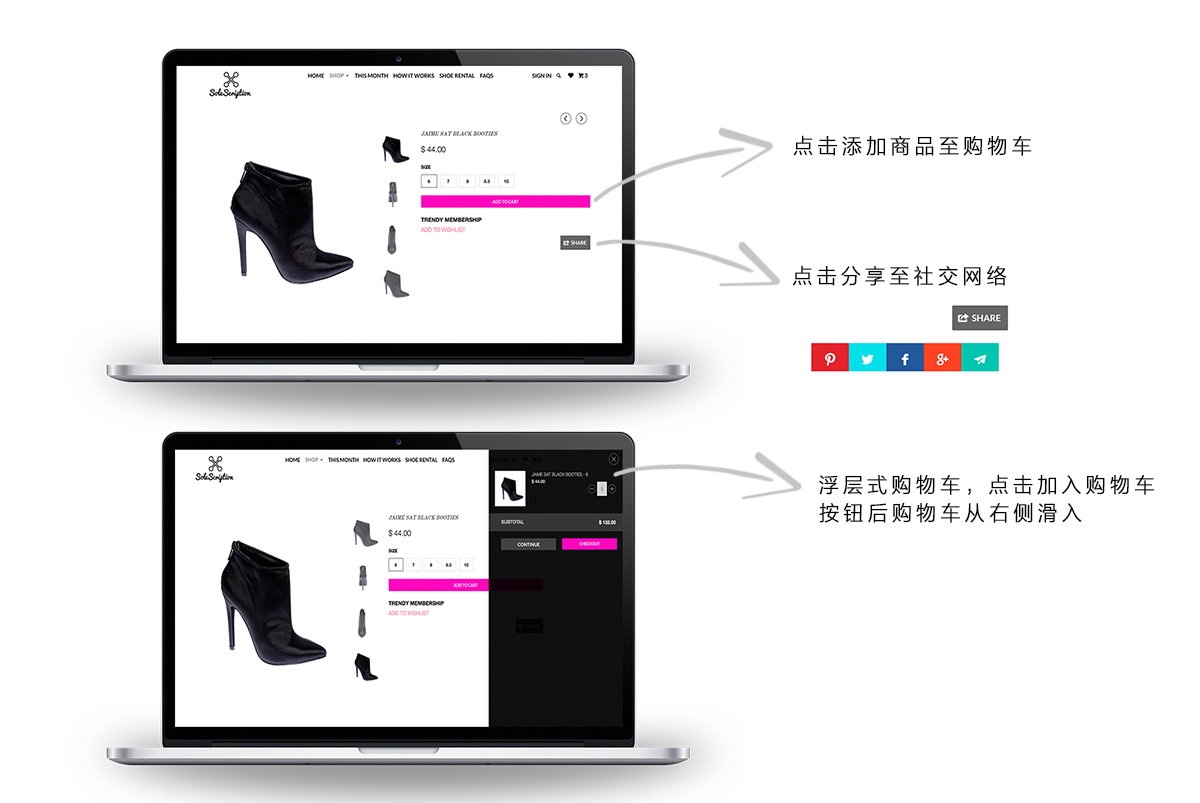 SoleScription
HOME SHOP THIS MONTH HOW IT WORKS SHOE RENTAL FAQS SIGN IN 3
JAIME SAT BLACK BOOTIES
$ 44.00
SIZE
6 7 8 8.5 10
ADD TO CART
TRENDY MEMBERSHIP
ADD TO WISHLIST
SHARE
点击添加商品至购物车
点击分享至社交网络
SHARE
SoleScription
HOME SHOP THIS MONTH HOW IT WORKS SHOE RENTAL FAQS
JAIME SAT BLACK BOOTIES
$ 44.00
SIZE
6 7 8 8.5 10
ADD TO CART
TRENDY MEMBERSHIP
ADD TO WISHLIST
JAIME SAT BLACK BOOTIES - 6
$ 44.00
SUBTOTAL $ 132.00
CONTINUE CHECKOUT
浮层式购物车，点击加入购物车
按钮后购物车从右侧滑入